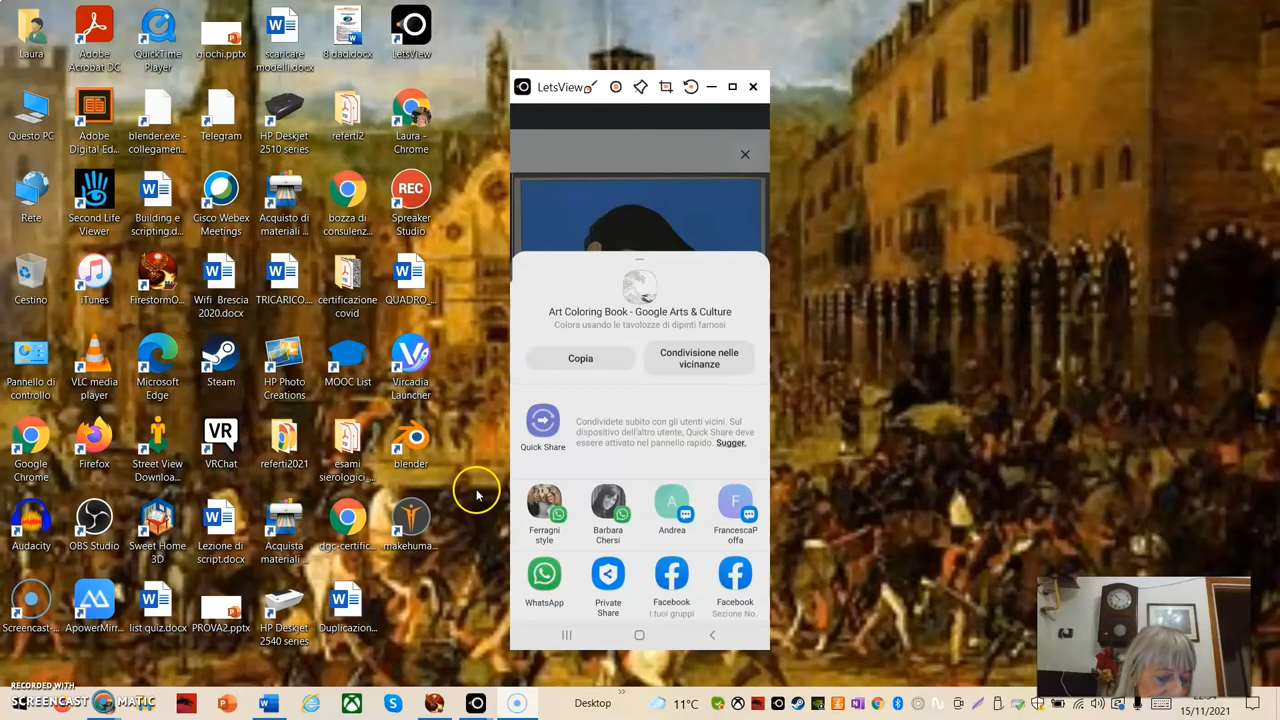 Laura
Adobe
Acrobat DC
QuickTime
Player
giochi.pptx
scaricare
modelli.docx
8 dad.docx
LetsView
Questo PC
Adobe
Digital Ed...
blender.exe -
collegamen...
Telegram
HP Deskjet
2510 series
referti2
Laura -
Chrome
Rete
Second Life
Viewer
Building e
scripting.d...
Cisco Webex
Meetings
Acquisto di
materiali ...
bozza di
consulenz...
REC
Spreaker
Studio
Cestino
iTunes
FirestormO...
Wifi Brescia
2020.docx
TRICARICO....
certificazione
covid
QUADRO_...
Pannello di
controllo
VLC media
player
Microsoft
Edge
Steam
HP Photo
Creations
MOOC List
Vircadia
Launcher
Google
Chrome
Firefox
Street View
Downloa...
VR
VRChat
referti2021
esami
sierologici_...
blender
Audacity
OBS Studio
Sweet Home
3D
Lezione di
script.docx
Acquista
materiali ...
dgc-certific...
makehuma...
Screencast-...
ApowerMirr...
list quiz.docx
PROVA2.pptx
HP Deskjet
2540 series
Duplicazion...
LetsView
Art Coloring Book - Google Arts & Culture
Colora usando le tavolozze di dipinti famosi
Copia
Condivisione nelle
vicinanze
Quick Share
Condividete subito con gli utenti vicini. Sul
dispositivo dell'altro utente, Quick Share deve
essere attivato nel pannello rapido. Sugger.
Ferragni
style
Barbara
Chersi
A
Andrea
F
FrancescaP
offa
WhatsApp
Private
Share
Facebook
I tuoi gruppi
Facebook
Sezione No.
RECORDED WITH
SCREENCAST MATIC
Desktop
11°C
15/11/2021